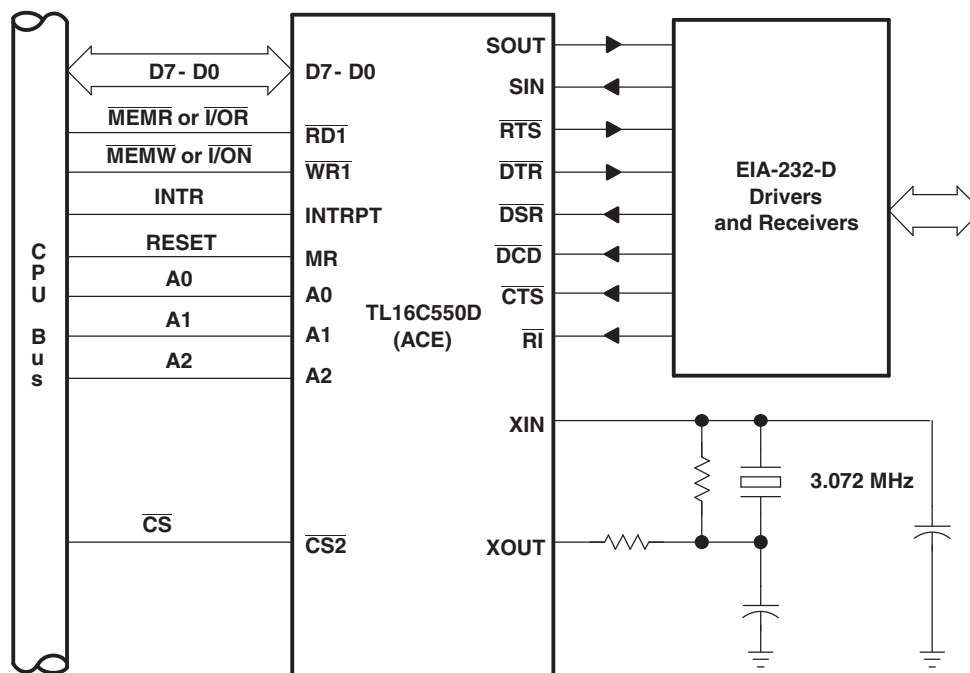 CPU Bus
D7- D0
MEMR or I/OR
MEMW or I/ON
INTR
RESET
A0
A1
A2
CS
D7- D0
RD1
WR1
INTRPT
MR
A0
A1
A2
CS2
TL16C550D
(ACE)
SOUT
SIN
RTS
DTR
DSR
DCD
CTS
RI
XIN
XOUT
EIA-232-D
Drivers
and Receivers
3.072 MHz